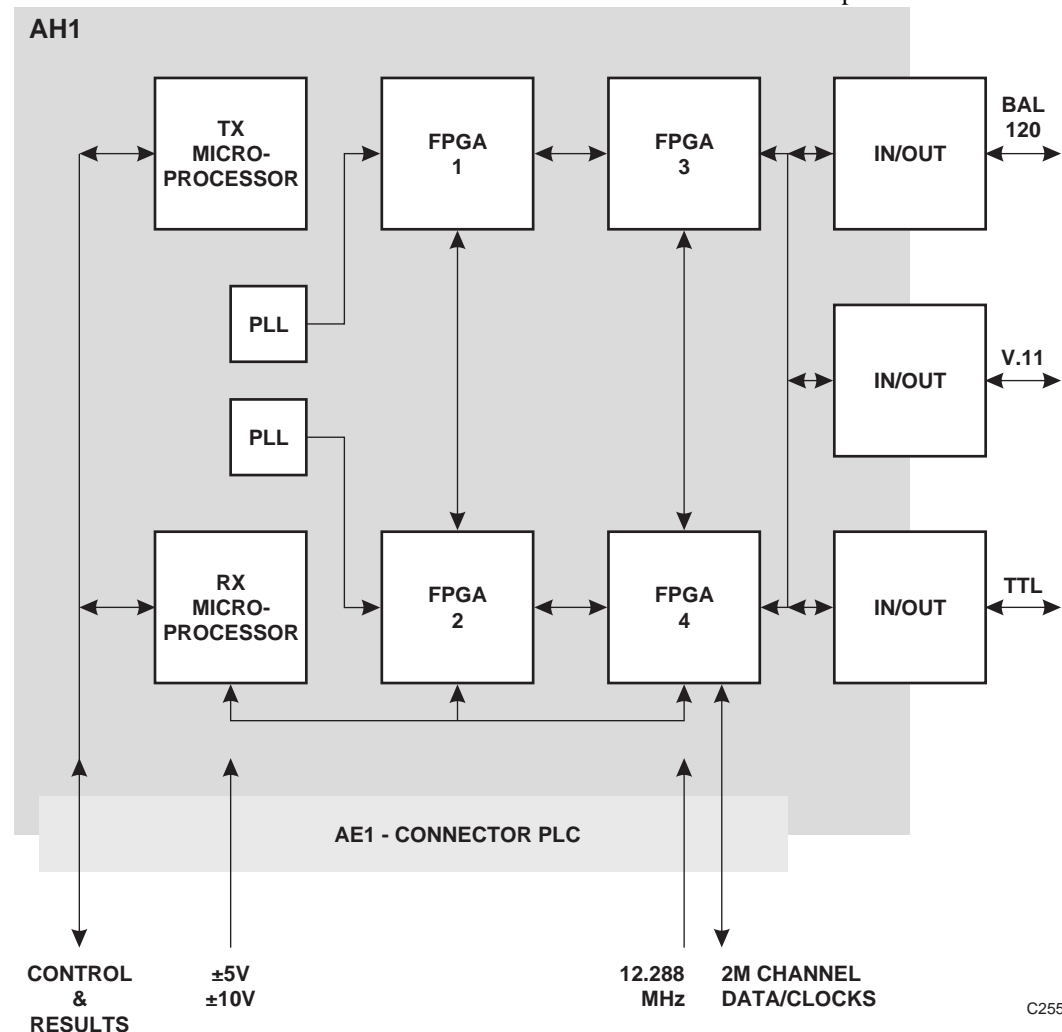 AH1
TX
MICRO-
PROCESSOR
FPGA
1
FPGA
3
IN/OUT
BAL
120
PLL
IN/OUT
V.11
PLL
RX
MICRO-
PROCESSOR
FPGA
2
FPGA
4
IN/OUT
TTL
AE1 - CONNECTOR PLC
CONTROL
&
RESULTS
±5V
±10V
12.288
MHz
2M CHANNEL
DATA/CLOCKS
C255